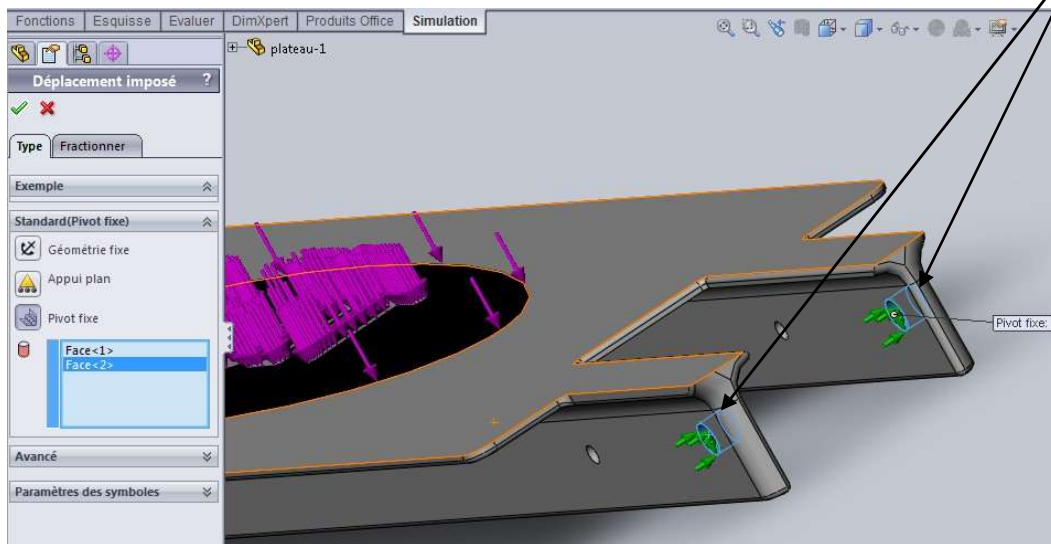 Fonctions Esquisse Evaluer DimXpert Produits Office Simulation
plateau-1
Déplacement imposé ?
Type Fractionner
Exemple
Standard(Pivot fixe)
Géométrie fixe
Appui plan
Pivot fixe
Face<1>
Face<2>
Pivot fixe:
Avancé
Paramètres des symboles